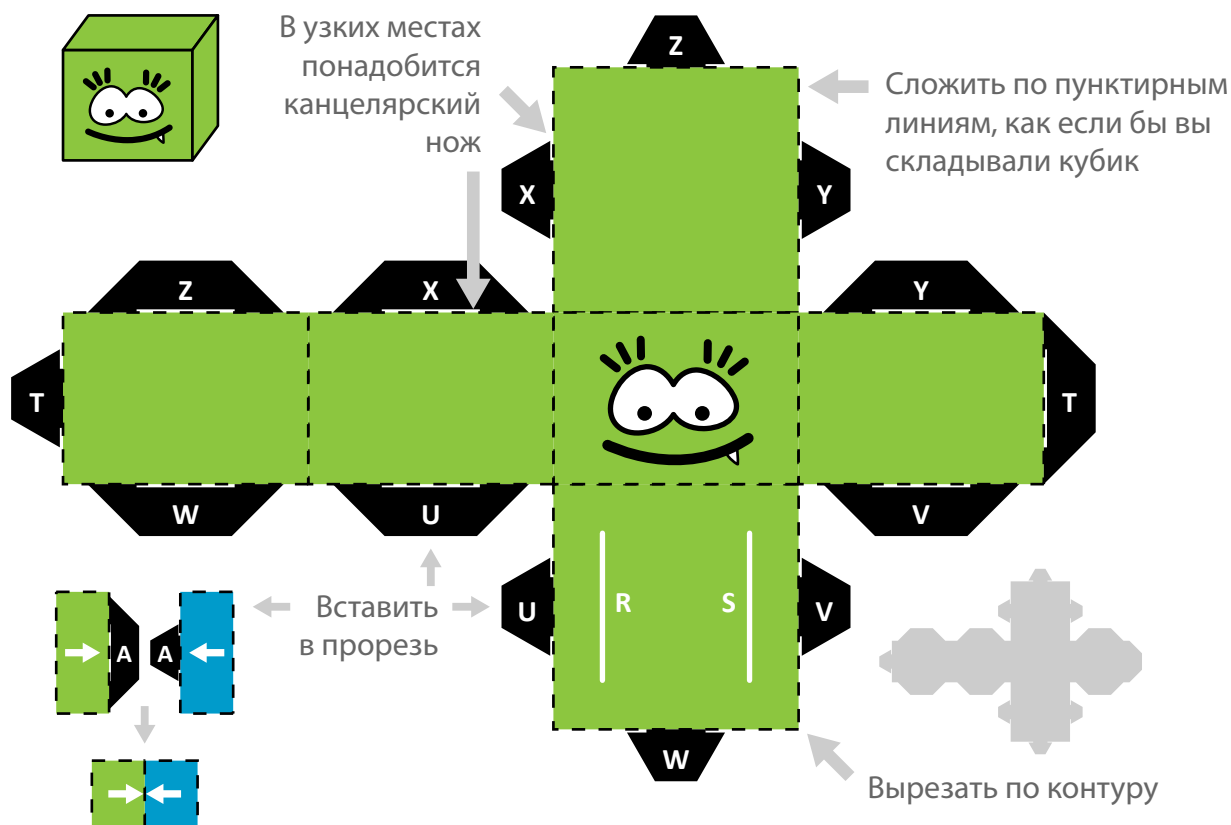 В узких местах
понадобится
канцелярский
нож
Z
Сложить по пунктирным
линиям, как если бы вы
складывали кубик
X
Y
Z
X
Y
T
T
W
U
V
Вставить
в прорезь
U
R
S
V
A
A
W
Вырезать по контуру